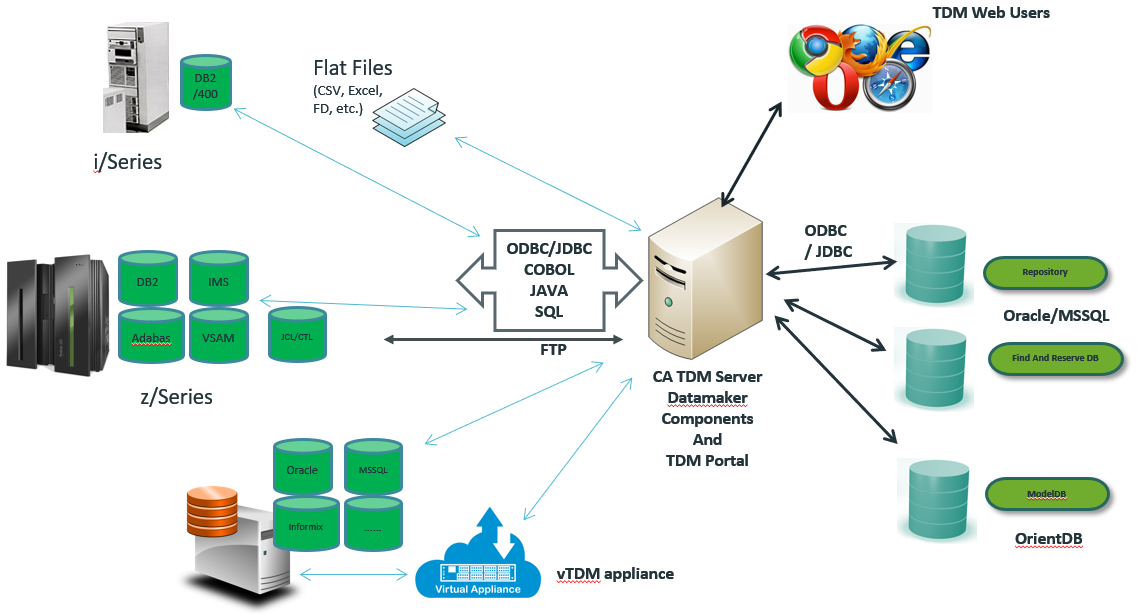 TDM Web Users
DB2
/400
Flat Files
(CSV, Excel,
FD, etc.)
i/Series
ODBC/JDBC
COBOL
JAVA
SQL
ODBC
/ JDBC
Repository
Oracle/MSSQL
DB2
IMS
Adabas
VSAM
JCL/CTL
FTP
Find And Reserve DB
z/Series
CA TDM Server
Datamaker
Components
And
TDM Portal
Oracle
MSSQL
Informix
......
ModelDB
OrientDB
Virtual Appliance
vTDM appliance